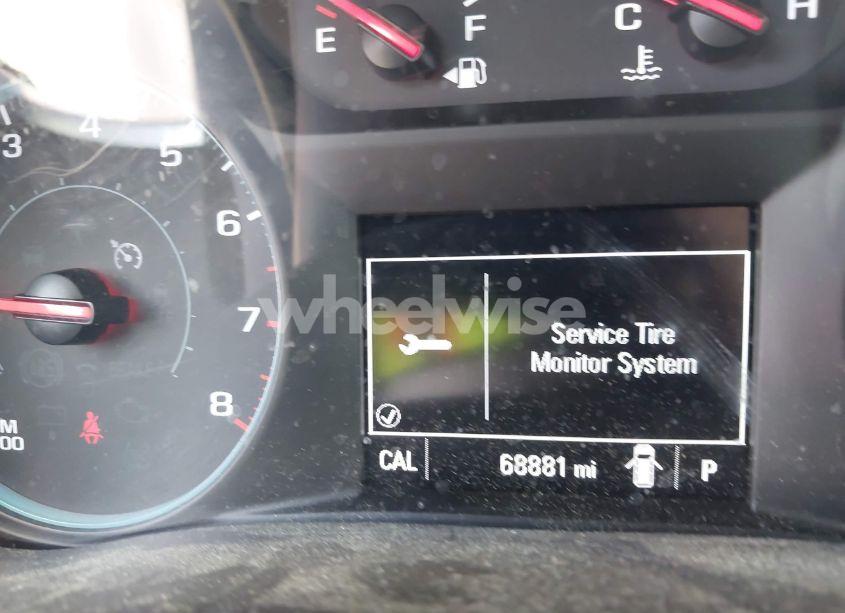 E
F
C
H
3
4
5
6
7
8
wheelwise
Service Tire
Monitor System
CAL
68881 mi
P